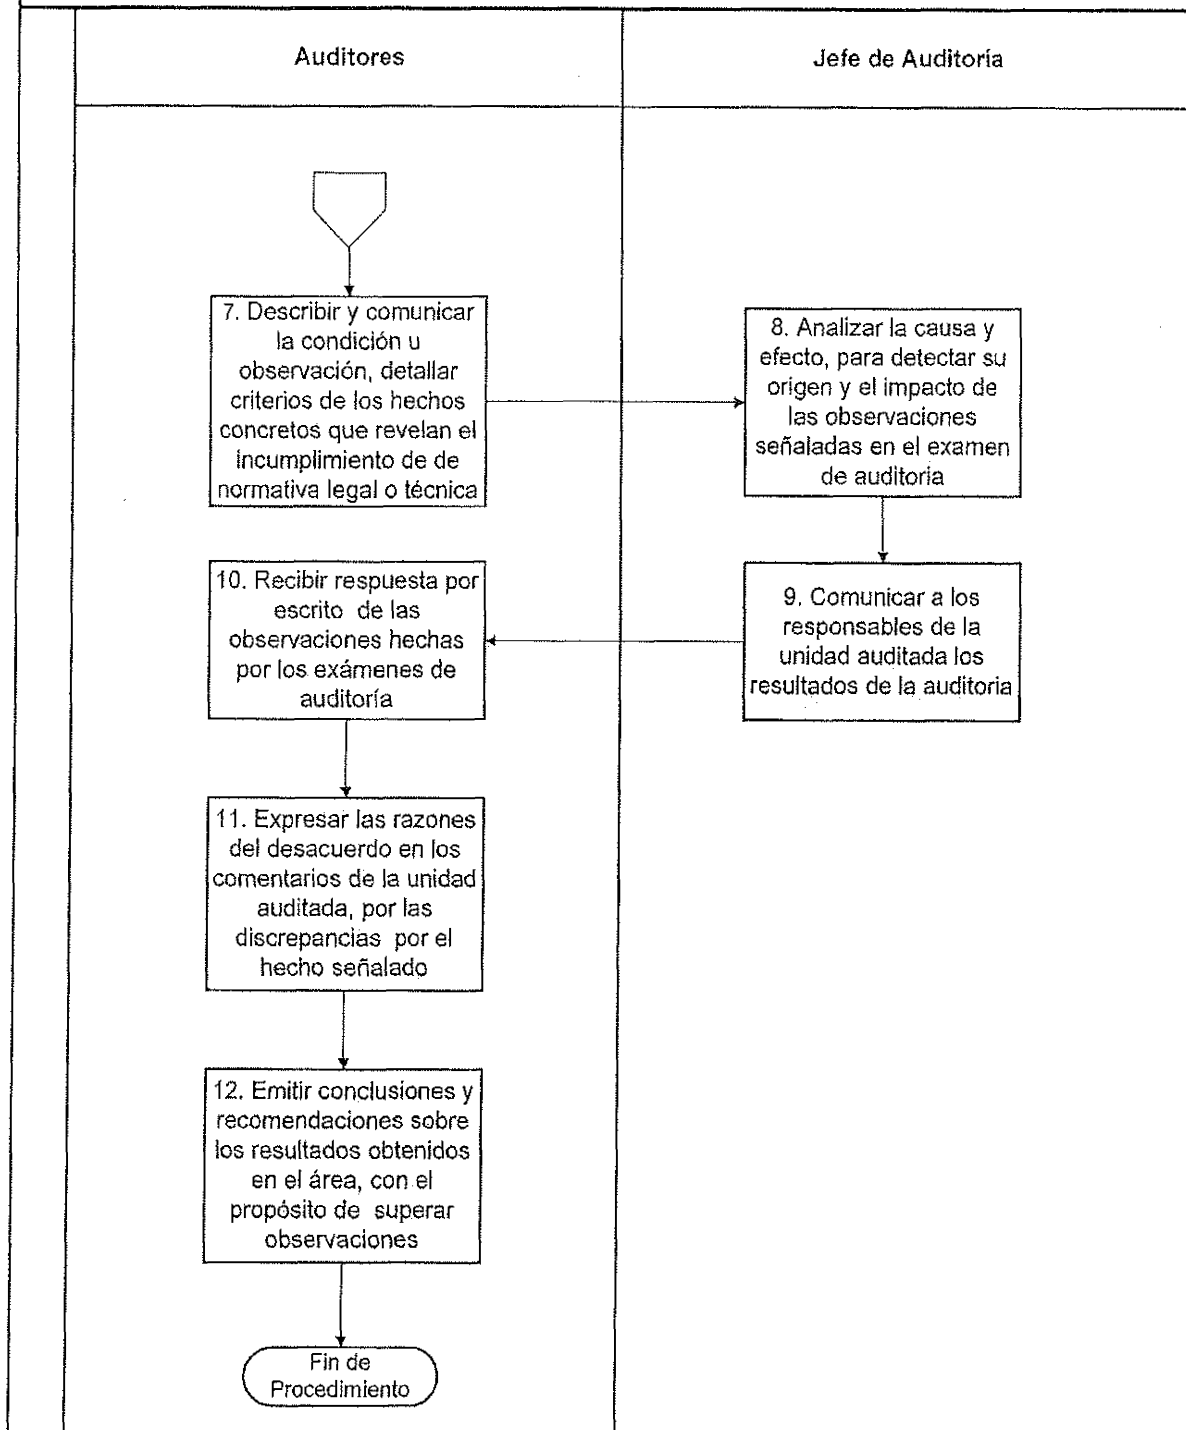 Auditores
Jefe de Auditoría
7. Describir y comunicar
la condición u
observación, detallar
criterios de los hechos
concretos que revelan el
incumplimiento de de
normativa legal o técnica
8. Analizar la causa y
efecto, para detectar su
origen y el impacto de
las observaciones
señaladas en el examen
de auditoria
9. Comunicar a los
responsables de la
unidad auditada los
resultados de la auditoria
10. Recibir respuesta por
escrito de las
observaciones hechas
por los exámenes de
auditoría
11. Expresar las razones
del desacuerdo en los
comentarios de la unidad
auditada, por las
discrepancias por el
hecho señalado
12. Emitir conclusiones y
recomendaciones sobre
los resultados obtenidos
en el área, con el
propósito de superar
observaciones
Fin de
Procedimiento